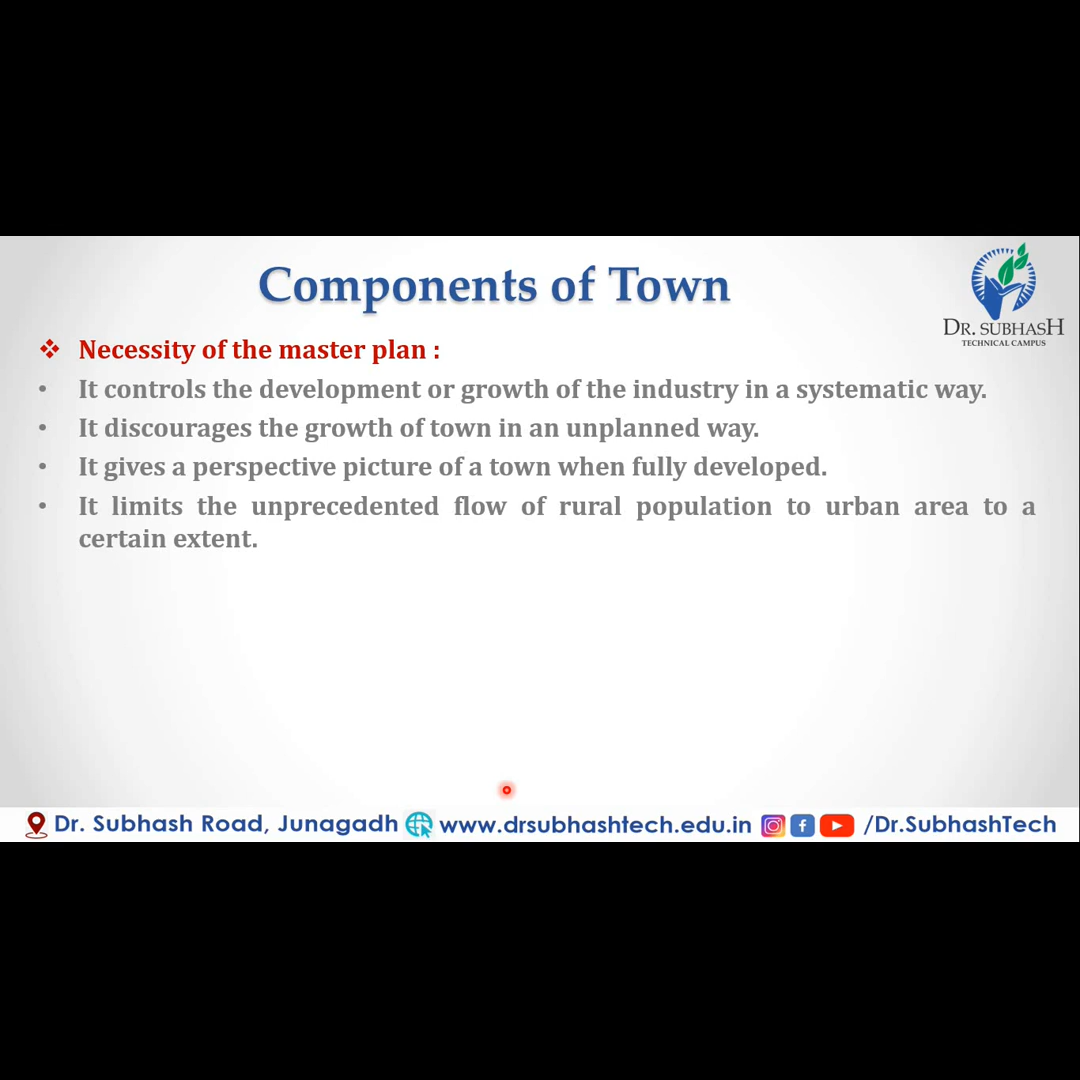 Components of Town
DR. SUBHASH
TECHNICAL CAMPUS
❖ Necessity of the master plan :
• It controls the development or growth of the industry in a systematic way.
• It discourages the growth of town in an unplanned way.
• It gives a perspective picture of a town when fully developed.
• It limits the unprecedented flow of rural population to urban area to a
certain extent.
Dr. Subhash Road, Junagadh www.drsubhashtech.edu.in /Dr.SubhashTech